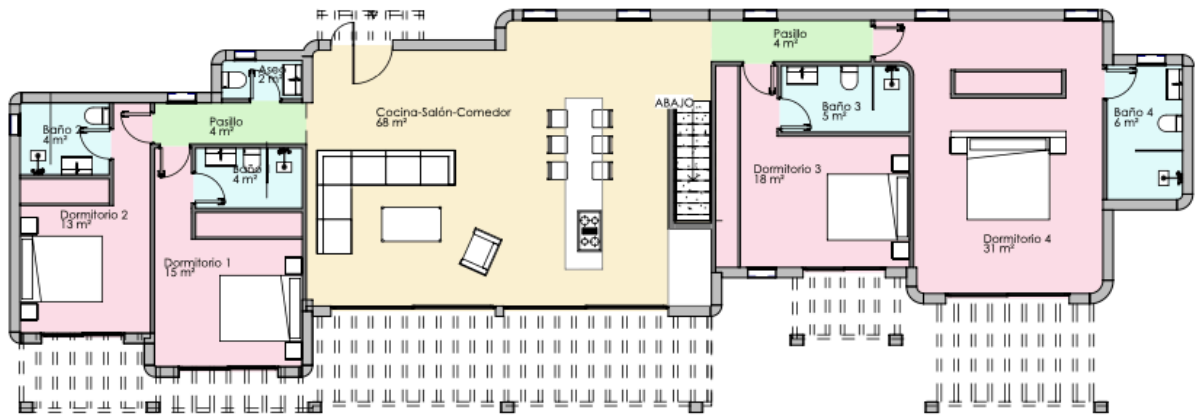 Pasillo
4 m²
Aseo
2 m²
Cocina-Salón-Comedor
68 m²
ABAJO
Baño 3
5 m²
Baño 4
6 m²
Baño 2
4 m²
Pasillo
4 m²
Baño 1
4 m²
Dormitorio 3
18 m²
Dormitorio 2
13 m²
Dormitorio 4
31 m²
Dormitorio 1
15 m²